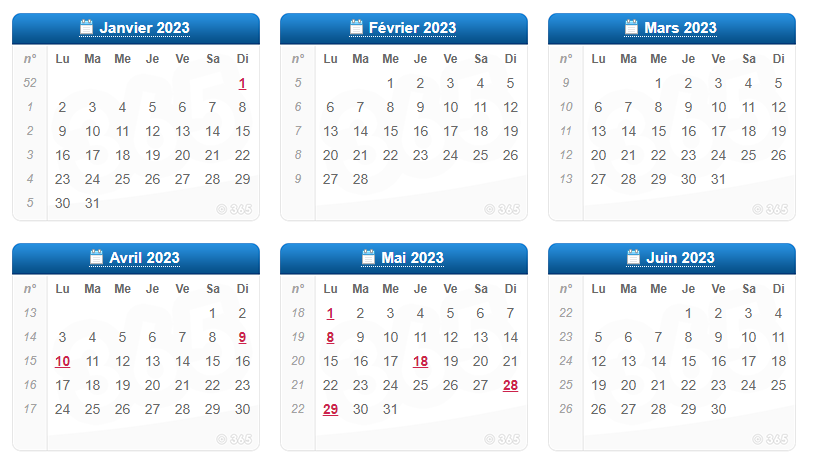 Janvier 2023
n° Lu Ma Me Je Ve Sa Di
52 1
1 2 3 4 5 6 7 8
2 9 10 11 12 13 14 15
3 16 17 18 19 20 21 22
4 23 24 25 26 27 28 29
5 30 31
© 365
Février 2023
n° Lu Ma Me Je Ve Sa Di
5 1 2 3 4 5
6 6 7 8 9 10 11 12
7 13 14 15 16 17 18 19
8 20 21 22 23 24 25 26
9 27 28
© 365
Mars 2023
n° Lu Ma Me Je Ve Sa Di
9 1 2 3 4 5
10 6 7 8 9 10 11 12
11 13 14 15 16 17 18 19
12 20 21 22 23 24 25 26
13 27 28 29 30 31
© 365
Avril 2023
n° Lu Ma Me Je Ve Sa Di
13 1 2
14 3 4 5 6 7 8 9
15 10 11 12 13 14 15 16
16 17 18 19 20 21 22 23
17 24 25 26 27 28 29 30
© 365
Mai 2023
n° Lu Ma Me Je Ve Sa Di
18 1 2 3 4 5 6 7
19 8 9 10 11 12 13 14
20 15 16 17 18 19 20 21
21 22 23 24 25 26 27 28
22 29 30 31
© 365
Juin 2023
n° Lu Ma Me Je Ve Sa Di
22 1 2 3 4
23 5 6 7 8 9 10 11
24 12 13 14 15 16 17 18
25 19 20 21 22 23 24 25
26 26 27 28 29 30
© 365